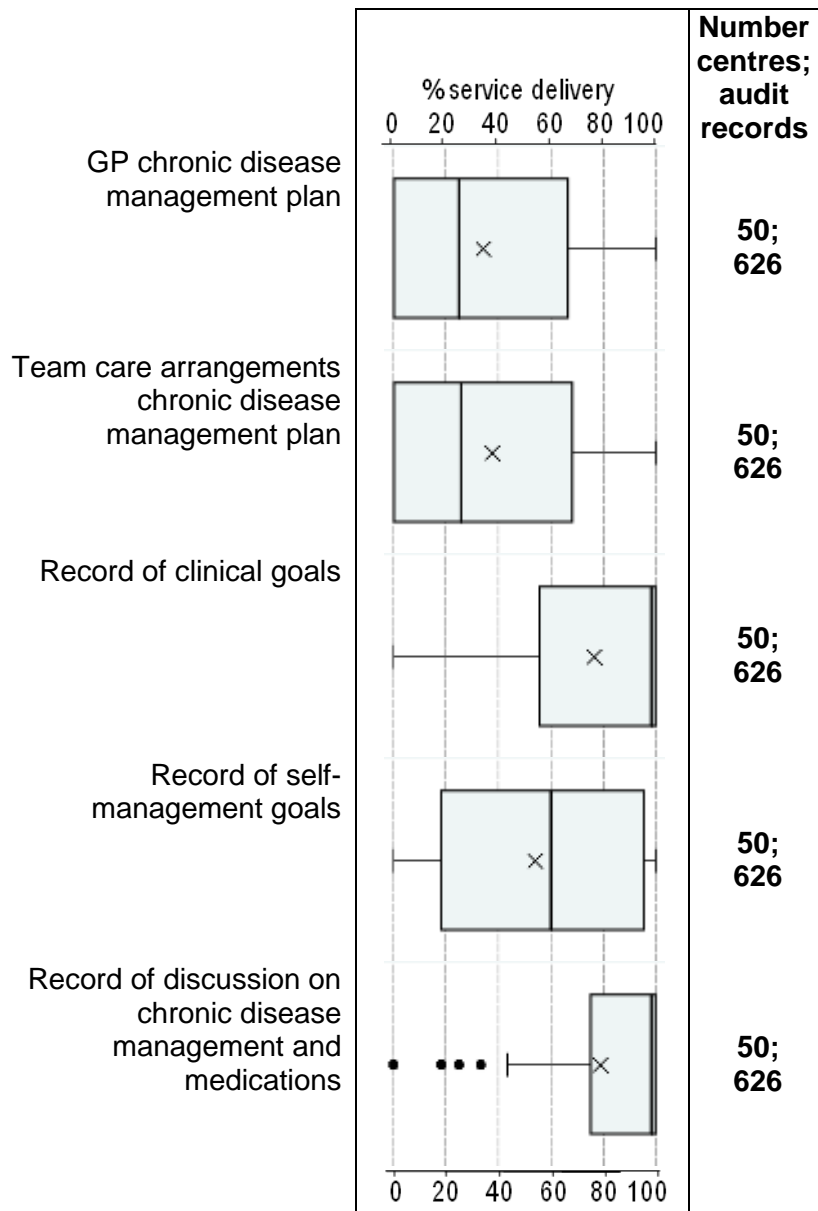 Number
centres;
audit
records
% service delivery
0 20 40 60 80 100
GP chronic disease
management plan
50;
626
Team care arrangements
chronic disease
management plan
50;
626
Record of clinical goals
50;
626
Record of self-
management goals
50;
626
Record of discussion on
chronic disease
management and
medications
50;
626
0 20 40 60 80 100